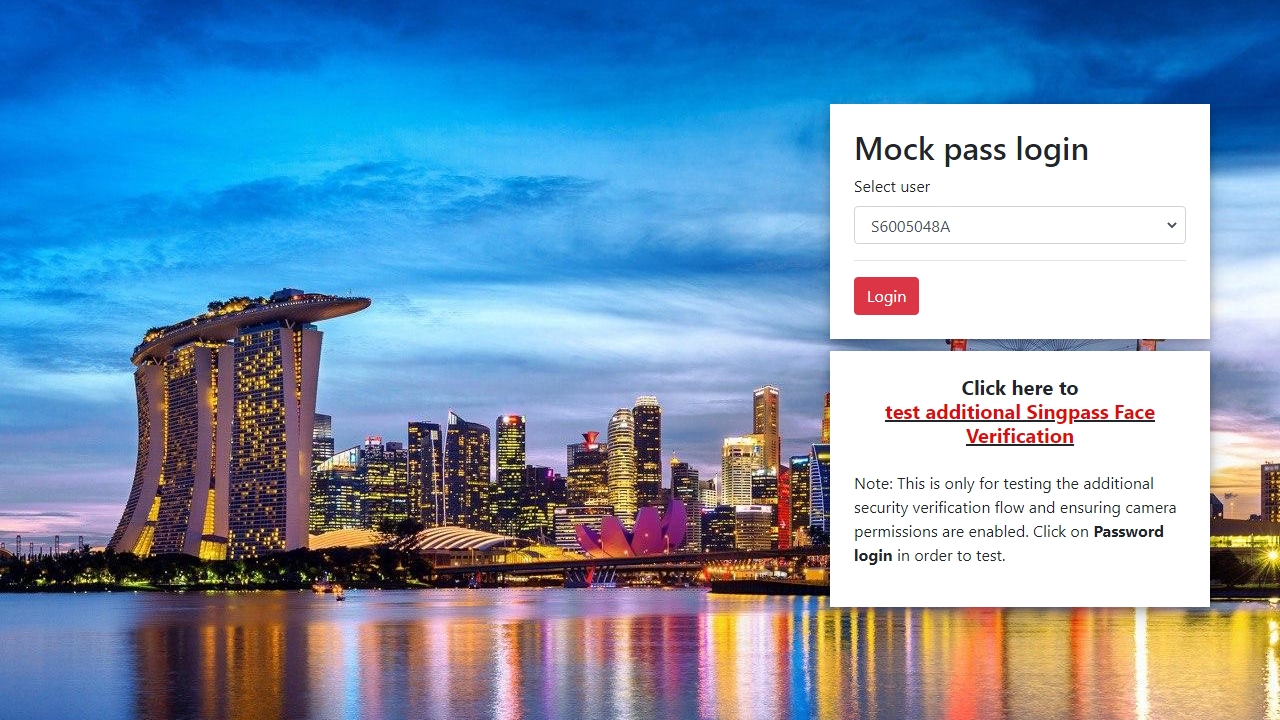 Mock pass login
Select user
S6005048A
Login
Click here to
test additional Singpass Face
Verification
Note: This is only for testing the additional
security verification flow and ensuring camera
permissions are enabled. Click on Password
login in order to test.